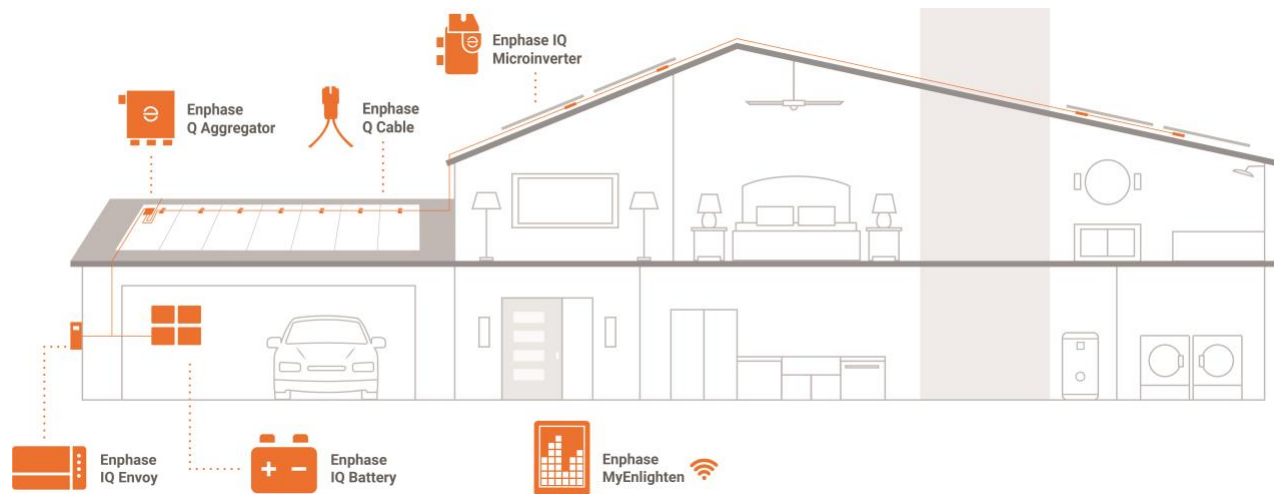 Enphase IQ
Microinverter
Enphase
Q Aggregator
Enphase
Q Cable
Enphase
IQ Envoy
Enphase
IQ Battery
Enphase
MyEnlighten